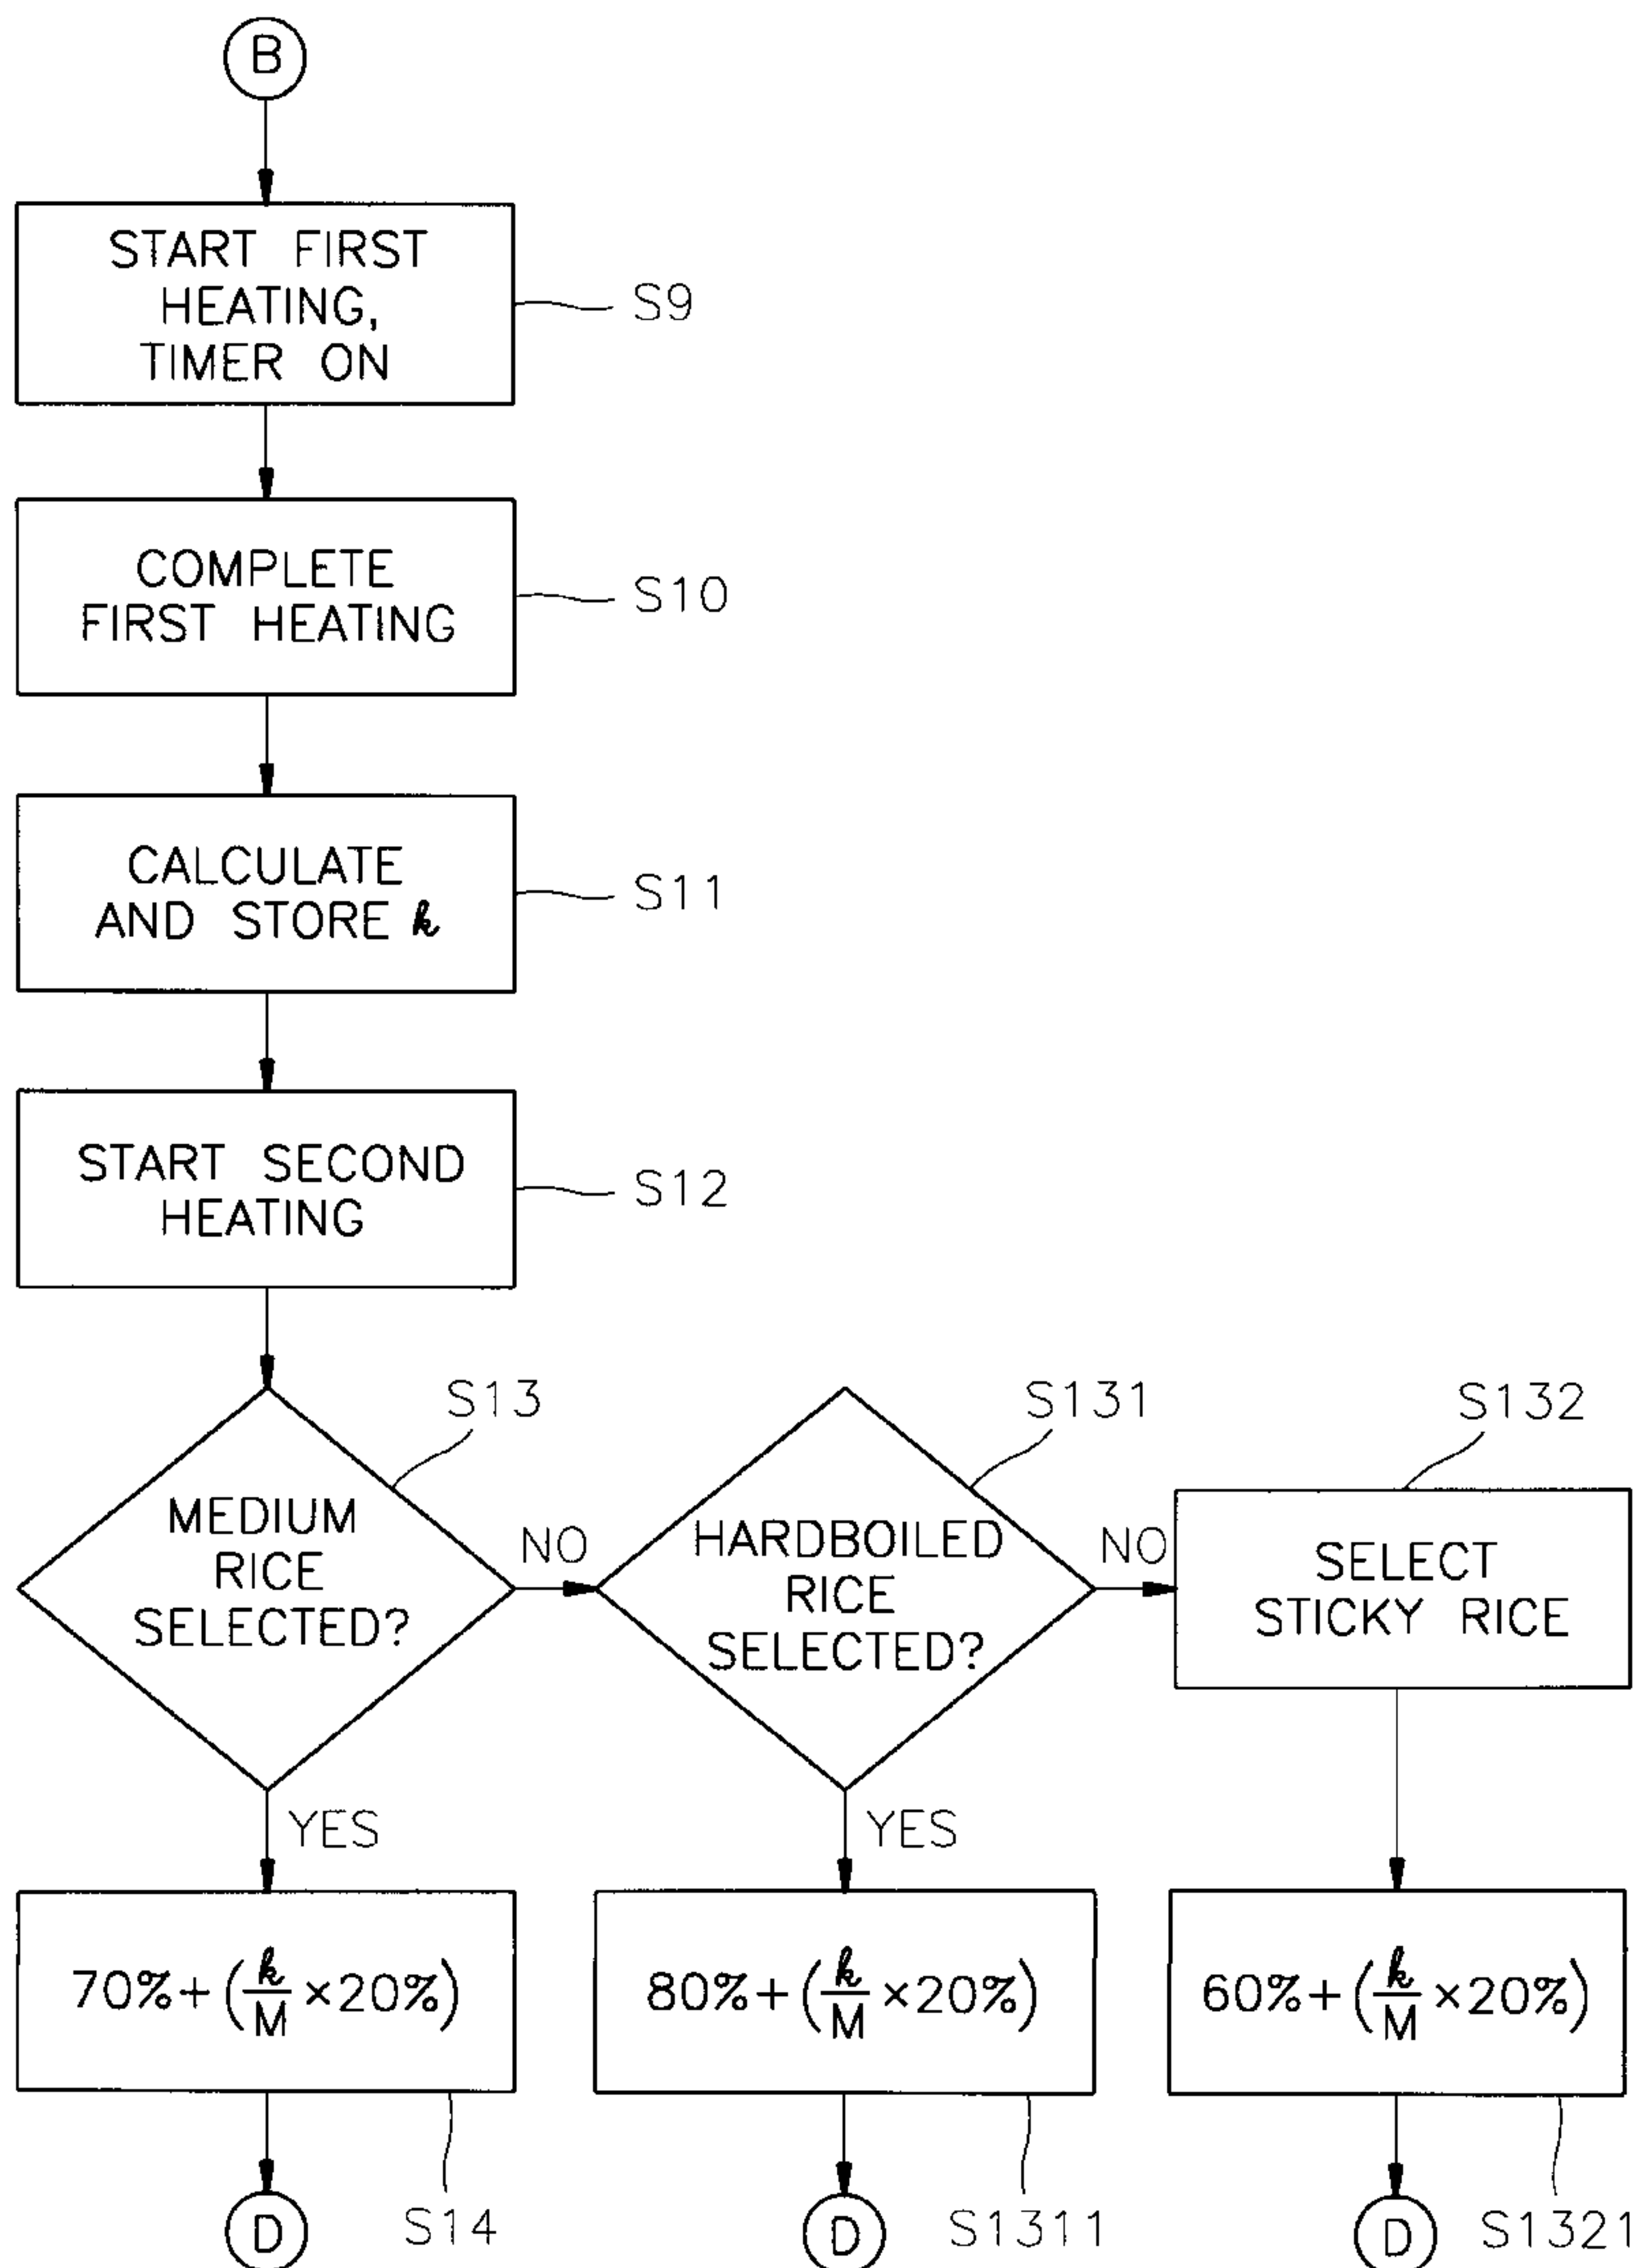 B
START FIRST
HEATING,
TIMER ON
S9
COMPLETE
FIRST HEATING
S10
CALCULATE
AND STORE k
S11
START SECOND
HEATING
S12
S13
MEDIUM
RICE
SELECTED?
NO
YES
S131
HARDBOILED
RICE
SELECTED?
NO
YES
S132
SELECT
STICKY RICE
70%+(k/M ×20%)
S14
D
80%+(k/M ×20%)
S1311
D
60%+(k/M ×20%)
S1321
D